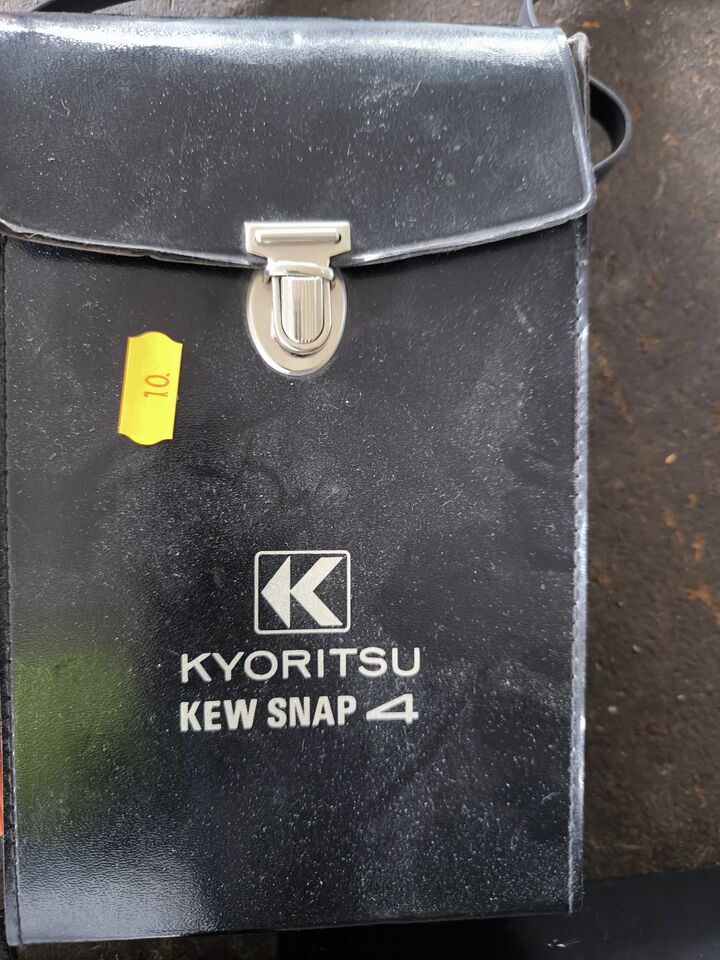 10.
K
KYORITSU
KEW SNAP 4